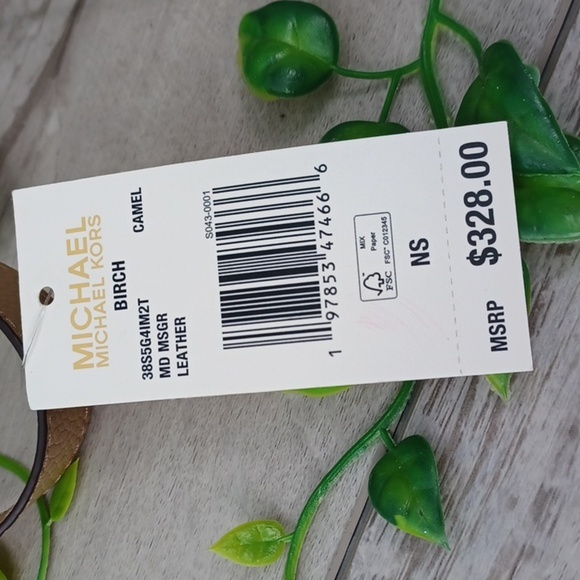 MICHAEL
MICHAEL KORS
BIRCH CAMEL
38S5G4IM2T
MD MSGR
LEATHER
S043-0001
1 97853 47466 6
FSC
MIX
Paper
FSC™ C012345
NS
MSRP $328.00